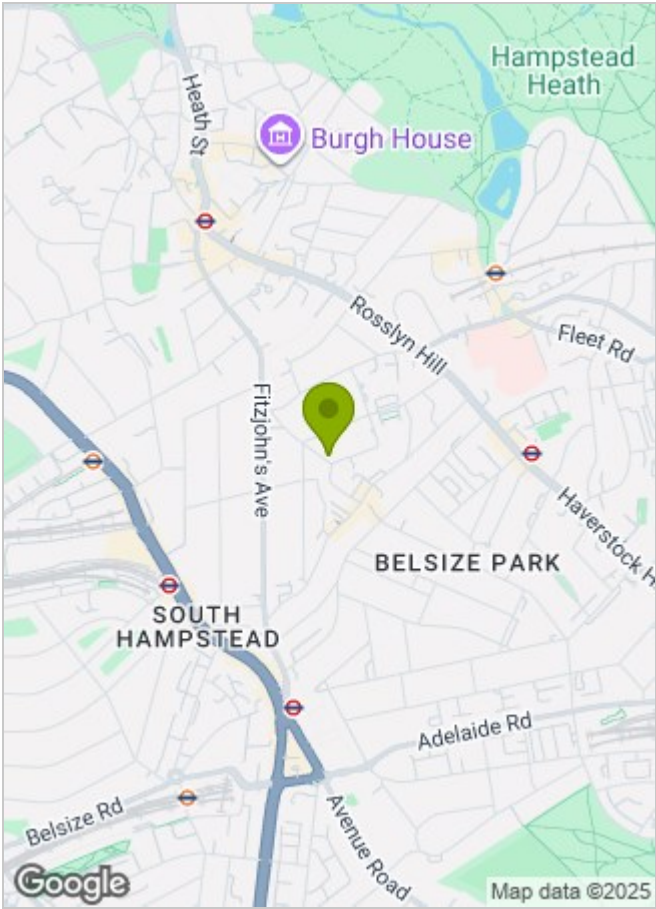 Hampstead
Heath
Heath St
Burgh House
Rosslyn Hill
Fleet Rd
Fitzjohn's Ave
Haverstock H
BELSIZE PARK
SOUTH
HAMPSTEAD
Adelaide Rd
Belsize Rd
Avenue Road
Google
Map data ©2025